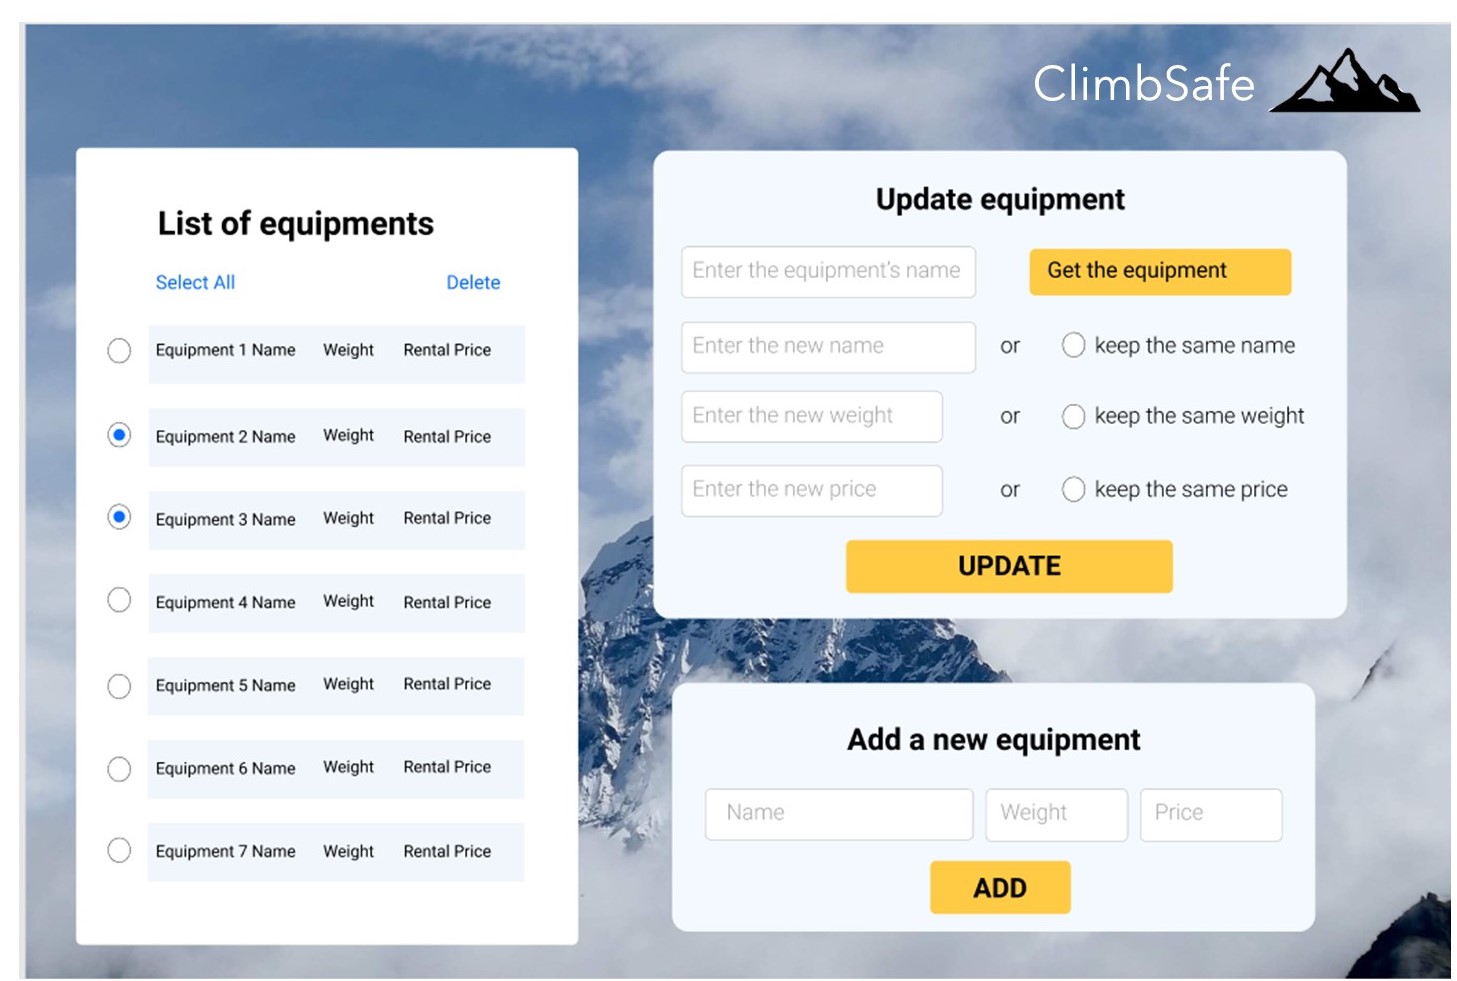 ClimbSafe
List of equipments
Select All Delete
Equipment 1 Name Weight Rental Price
Equipment 2 Name Weight Rental Price
Equipment 3 Name Weight Rental Price
Equipment 4 Name Weight Rental Price
Equipment 5 Name Weight Rental Price
Equipment 6 Name Weight Rental Price
Equipment 7 Name Weight Rental Price
Update equipment
Enter the equipment's name Get the equipment
Enter the new name or keep the same name
Enter the new weight or keep the same weight
Enter the new price or keep the same price
UPDATE
Add a new equipment
Name Weight Price
ADD